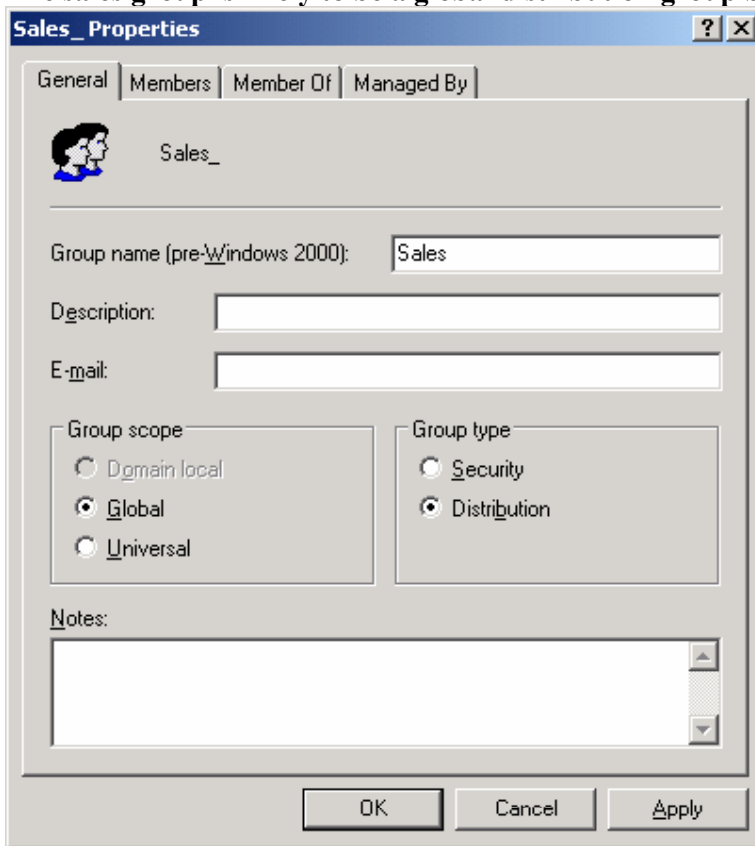 Sales_ Properties
General Members Member Of Managed By
Sales_
Group name (pre-Windows 2000): Sales
Description:
E-mail:
Group scope Group type
Domain local Security
Global Distribution
Universal
Notes:
OK Cancel Apply